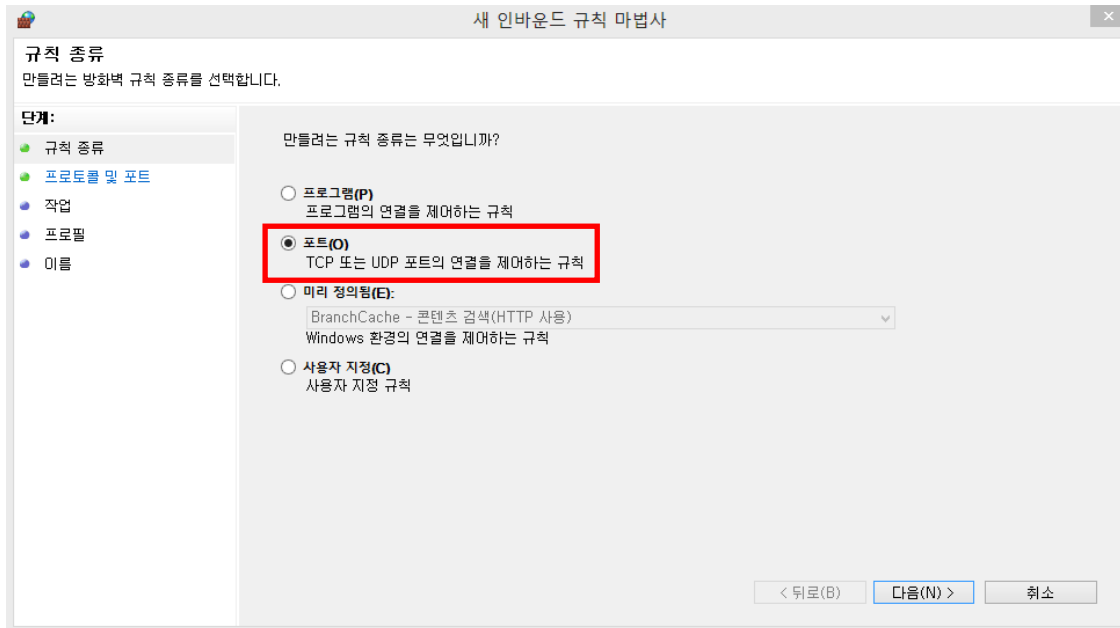 새 인바운드 규칙 마법사
규칙 종류
만들려는 방화벽 규칙 종류를 선택합니다.
단계:
규칙 종류
프로토콜 및 포트
작업
프로필
이름
만들려는 규칙 종류는 무엇입니까?
프로그램(P)
프로그램의 연결을 제어하는 규칙
포트(O)
TCP 또는 UDP 포트의 연결을 제어하는 규칙
미리 정의됨(E):
BranchCache - 콘텐츠 검색(HTTP 사용)
Windows 환경의 연결을 제어하는 규칙
사용자 지정(C)
사용자 지정 규칙
< 뒤로(B)
다음(N) >
취소